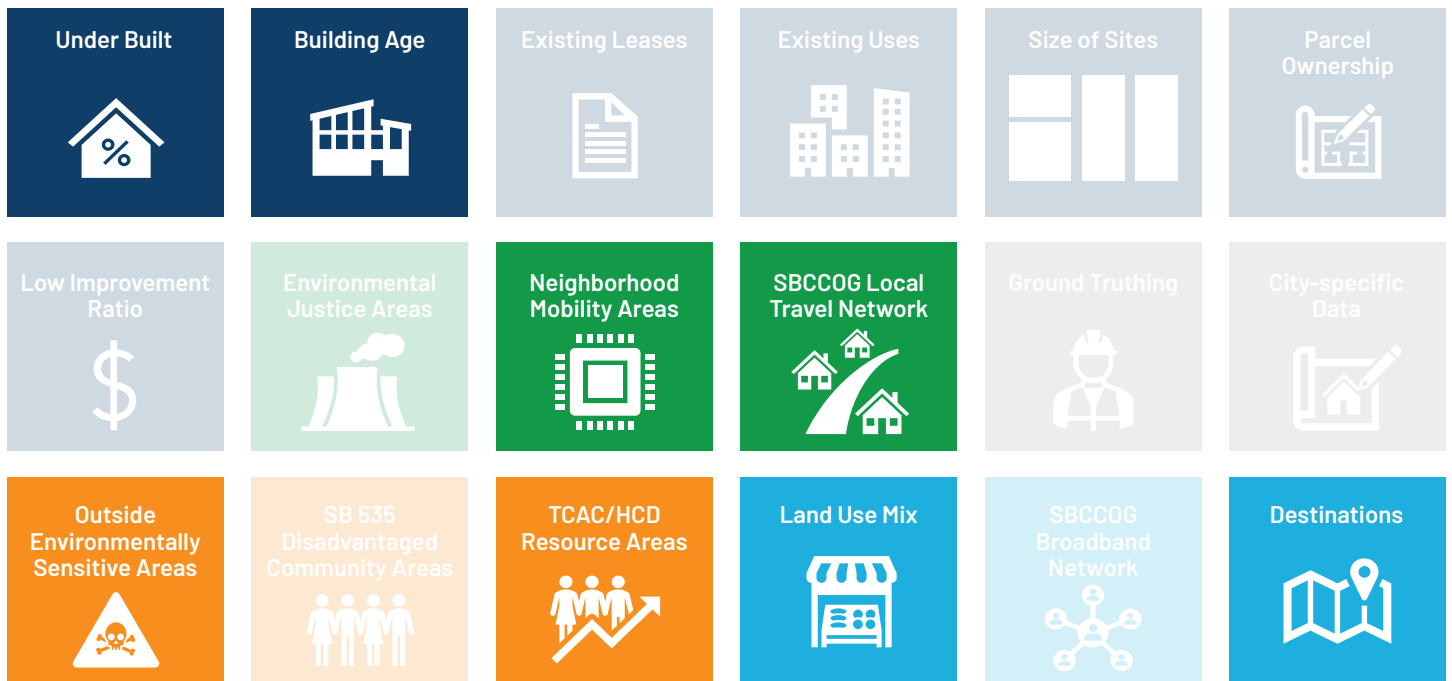 Under Built
Building Age
Existing Leases
Existing Uses
Size of Sites
Parcel
Ownership
Low Improvement
Ratio
$
Environmental
Justice Areas
Neighborhood
Mobility Areas
SBCCOG Local
Travel Network
Ground Truthing
City-specific
Data
Outside
Environmentally
Sensitive Areas
SB 535
Disadvantaged
Community Areas
TCAC/HCD
Resource Areas
Land Use Mix
SBCCOG
Broadband
Network
Destinations